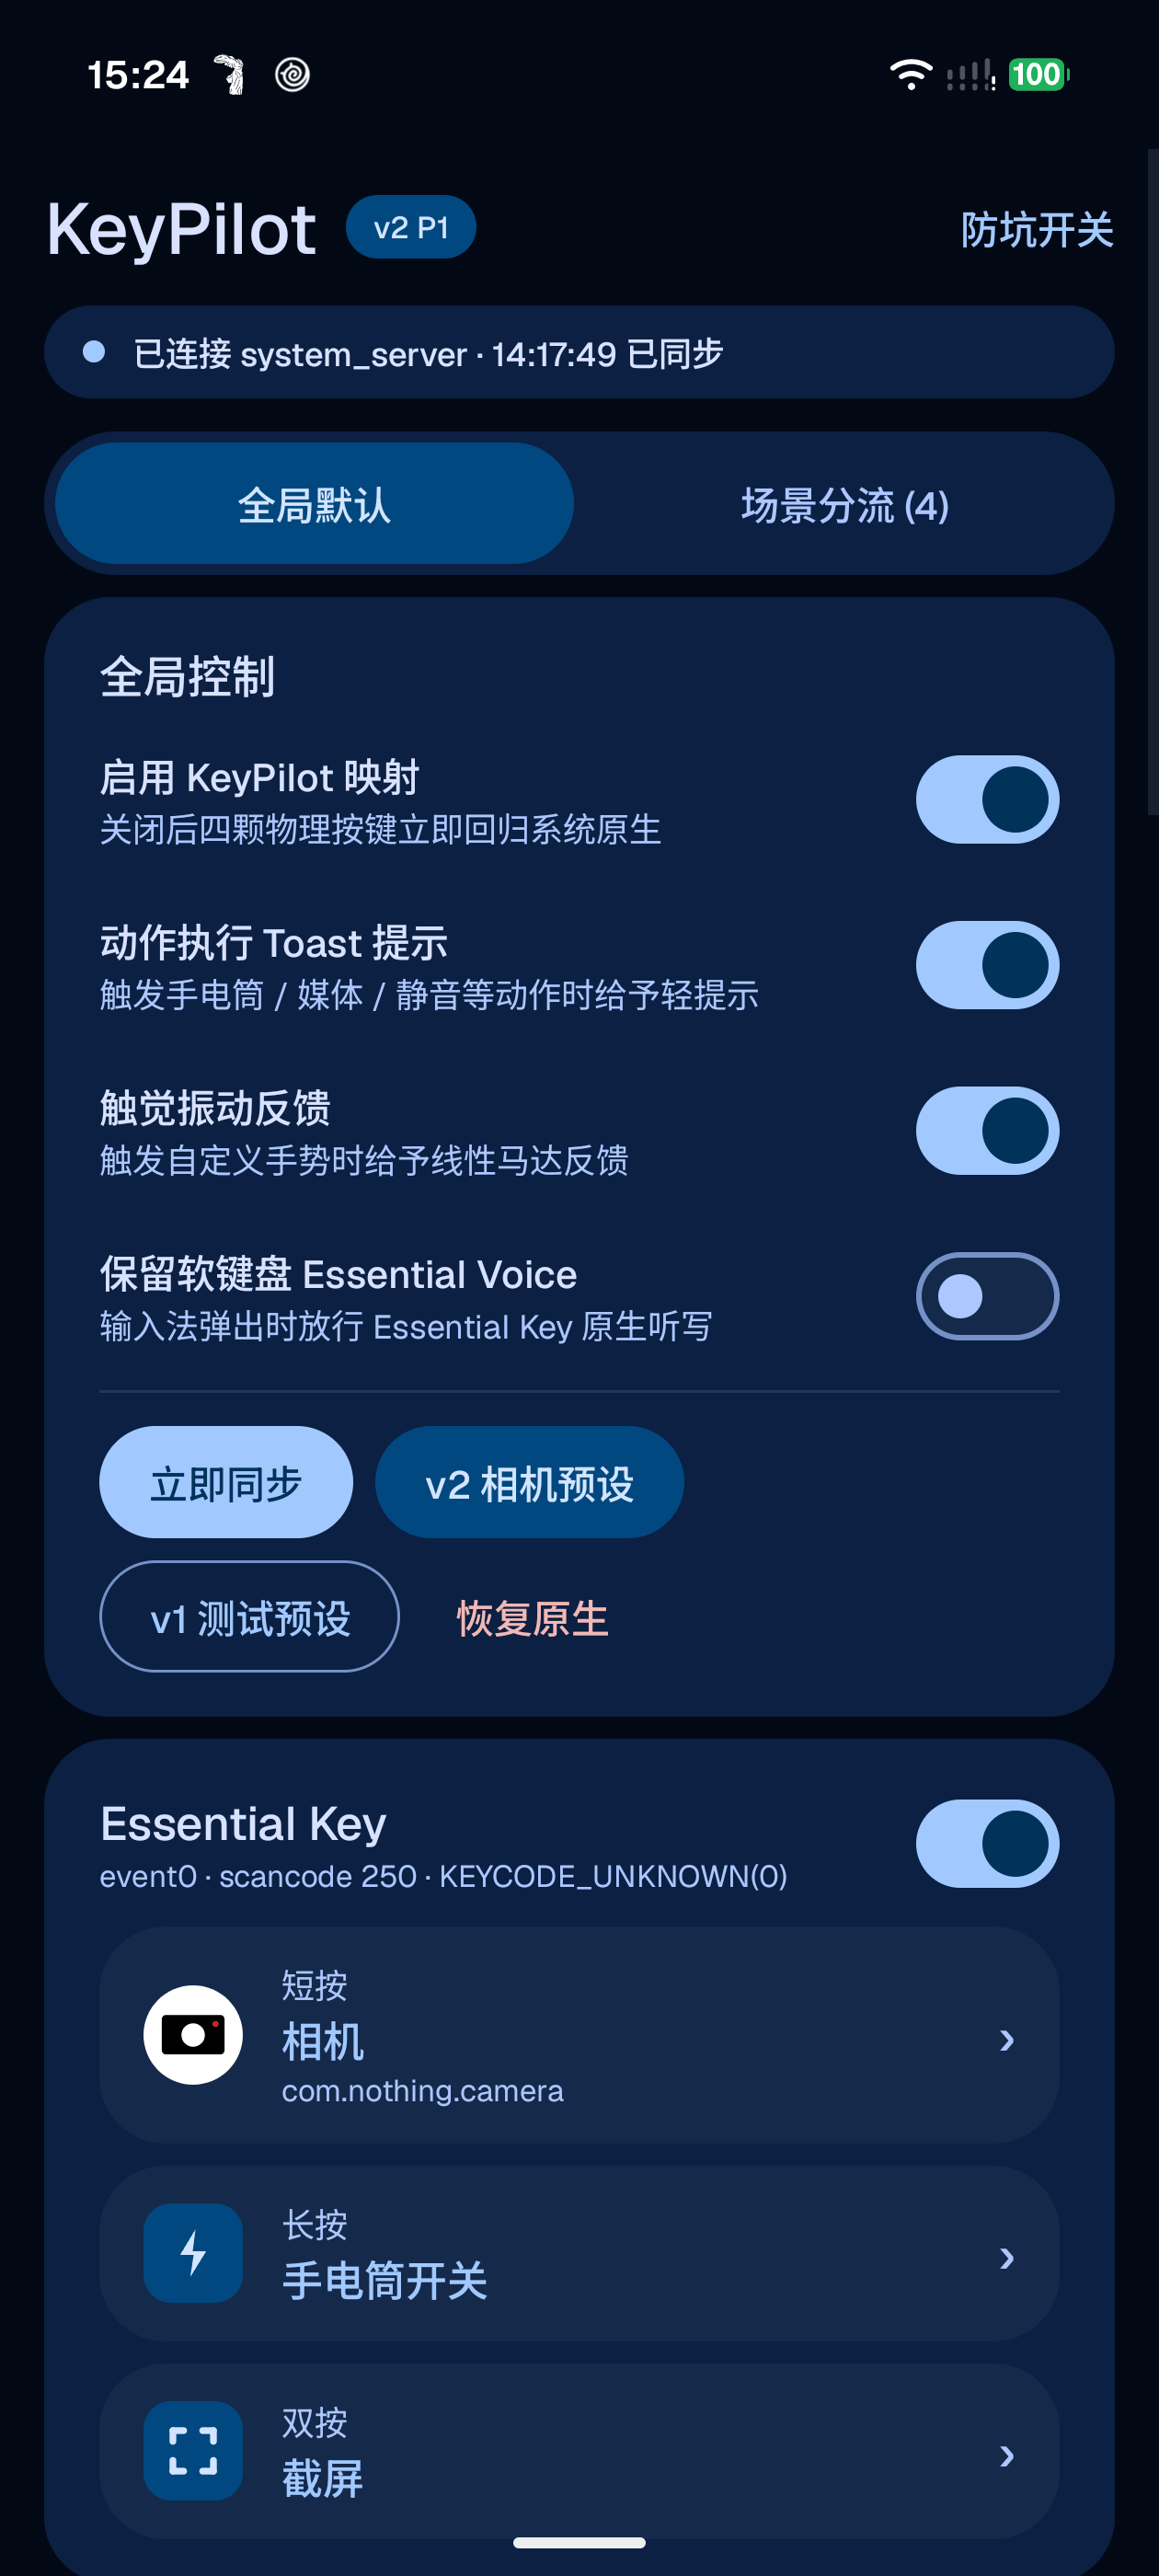 15:24
100
KeyPilot
v2 P1
防坑开关
已连接 system_server · 14:17:49 已同步
全局默认
场景分流 (4)
全局控制
启用 KeyPilot 映射
关闭后四颗物理按键立即回归系统原生
动作执行 Toast 提示
触发手电筒 / 媒体 / 静音等动作时给予轻提示
触觉振动反馈
触发自定义手势时给予线性马达反馈
保留软键盘 Essential Voice
输入法弹出时放行 Essential Key 原生听写
立即同步
v2 相机预设
v1 测试预设
恢复原生
Essential Key
event0 · scancode 250 · KEYCODE_UNKNOWN(0)
短按
相机
com.nothing.camera
长按
手电筒开关
双按
截屏